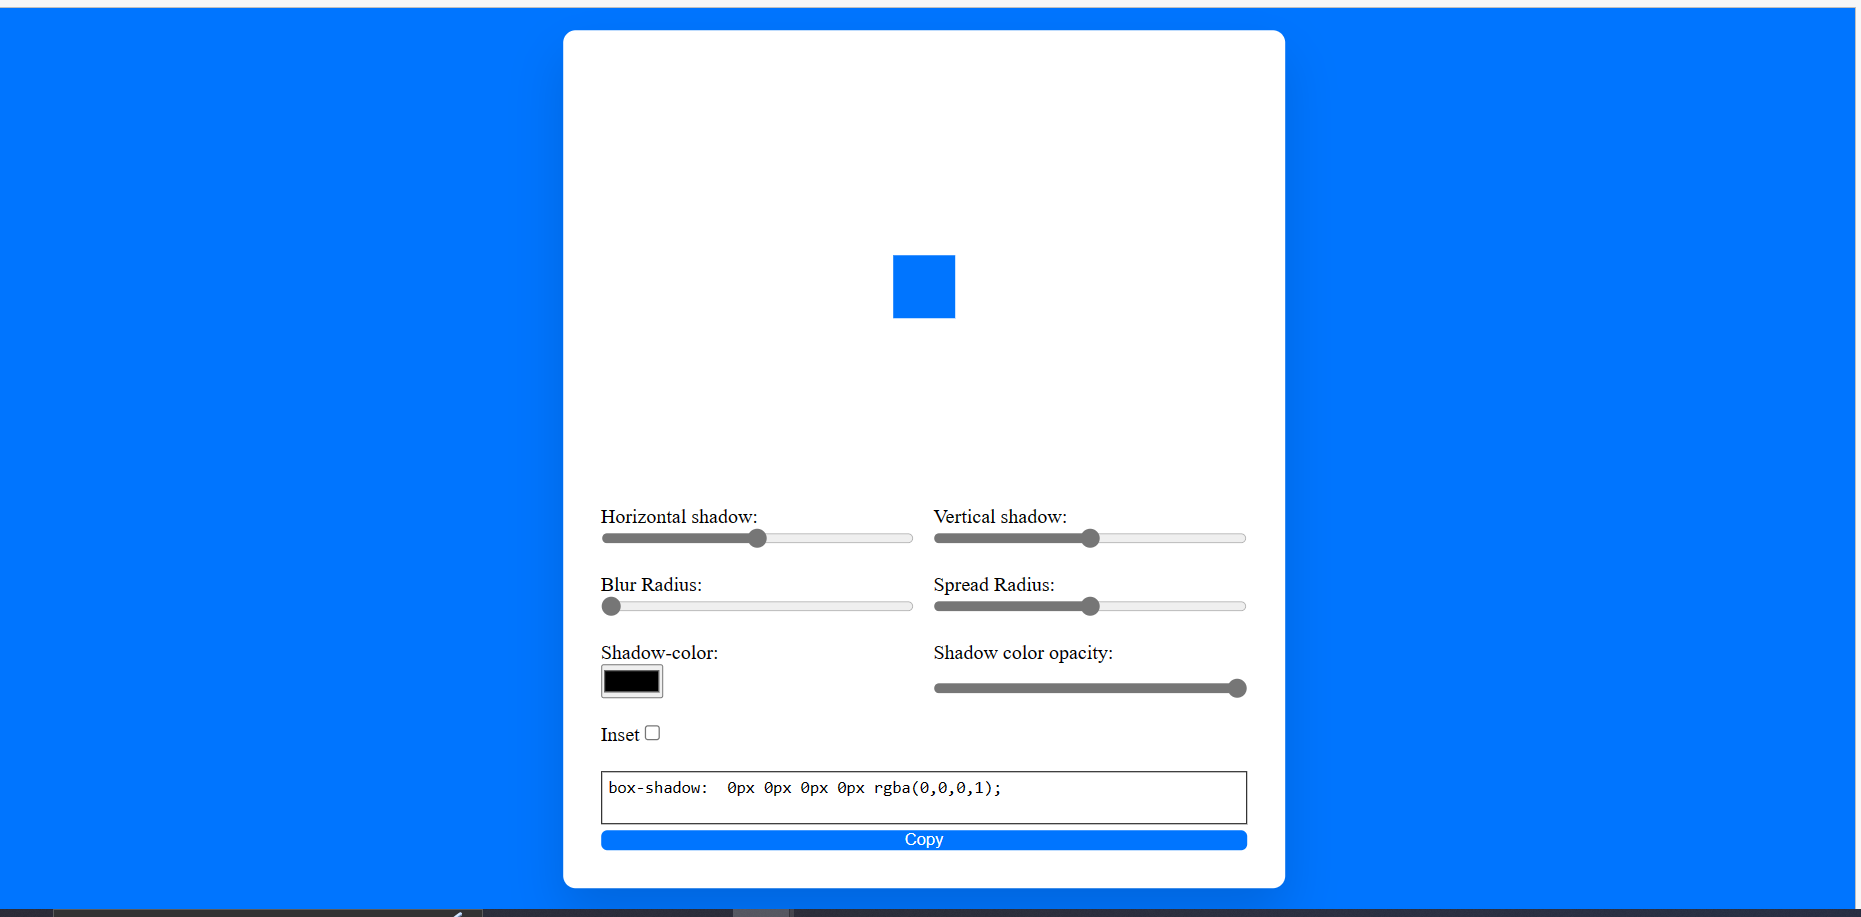 Horizontal shadow: Vertical shadow:
Blur Radius: Spread Radius:
Shadow-color: Shadow color opacity:
Inset
box-shadow:  0px 0px 0px 0px rgba(0,0,0,1);
Copy